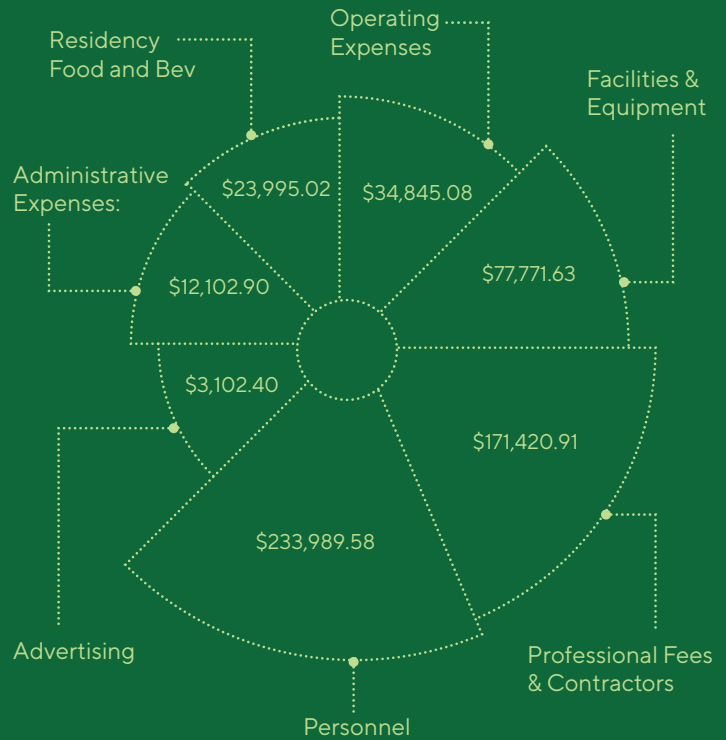 Operating
Expenses
Residency
Food and Bev
Facilities &
Equipment
Administrative
Expenses:
$23,995.02
$34,845.08
$77,771.63
$12,102.90
$3,102.40
$171,420.91
$233,989.58
Advertising
Professional Fees
& Contractors
Personnel